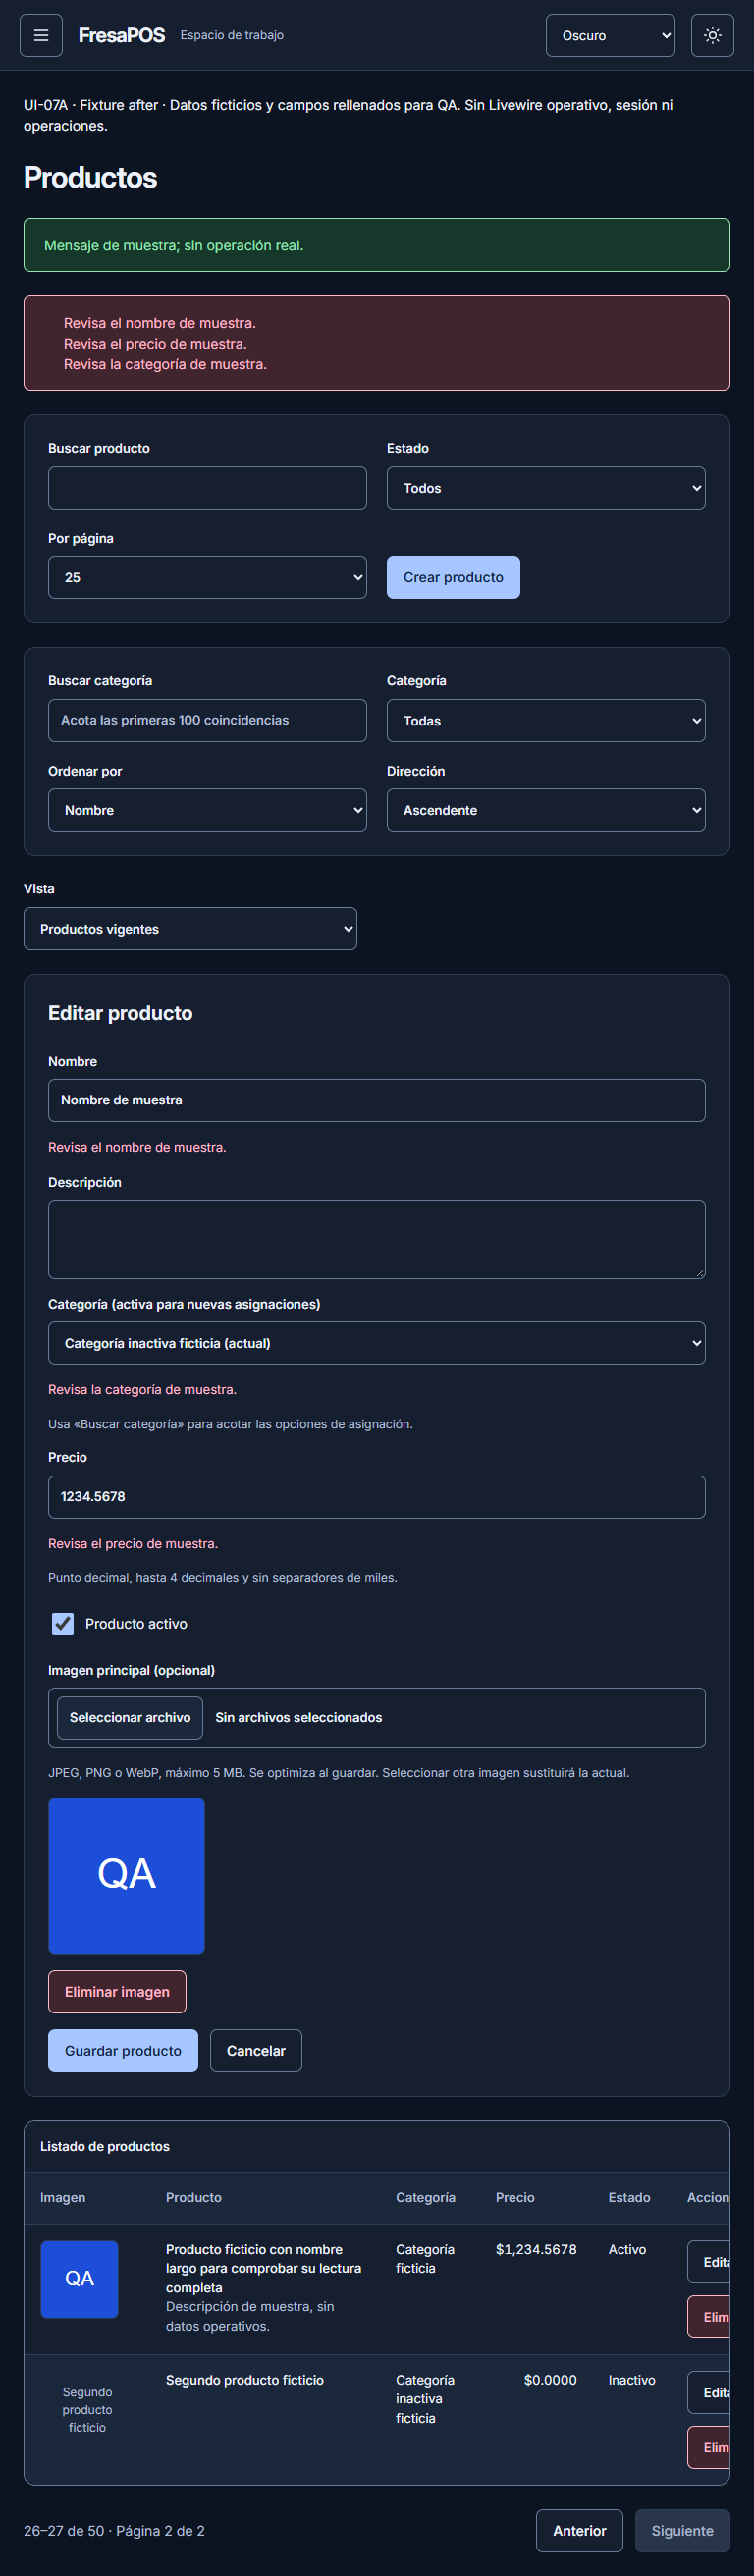 FresaPOS Espacio de trabajo Oscuro
UI-07A · Fixture after · Datos ficticios y campos rellenados para QA. Sin Livewire operativo, sesión ni
operaciones.
Productos
Mensaje de muestra; sin operación real.
Revisa el nombre de muestra.
Revisa el precio de muestra.
Revisa la categoría de muestra.
Buscar producto Estado
Todos
Por página
25 Crear producto
Buscar categoría Categoría
Acota las primeras 100 coincidencias Todas
Ordenar por Dirección
Nombre Ascendente
Vista
Productos vigentes
Editar producto
Nombre
Nombre de muestra
Revisa el nombre de muestra.
Descripción
Categoría (activa para nuevas asignaciones)
Categoría inactiva ficticia (actual)
Revisa la categoría de muestra.
Usa «Buscar categoría» para acotar las opciones de asignación.
Precio
1234.5678
Revisa el precio de muestra.
Punto decimal, hasta 4 decimales y sin separadores de miles.
Producto activo
Imagen principal (opcional)
Seleccionar archivo Sin archivos seleccionados
JPEG, PNG o WebP, máximo 5 MB. Se optimiza al guardar. Seleccionar otra imagen sustituirá la actual.
QA
Eliminar imagen
Guardar producto Cancelar
Listado de productos
Imagen Producto Categoría Precio Estado Accion
QA
Producto ficticio con nombre
largo para comprobar su lectura
completa
Descripción de muestra, sin
datos operativos.
Categoría
ficticia
$1,234.5678
Activo
Edita
Elim
Segundo
producto
ficticio
Segundo producto ficticio
Categoría
inactiva
ficticia
$0.0000
Inactivo
Edita
Elim
26–27 de 50 · Página 2 de 2 Anterior Siguiente